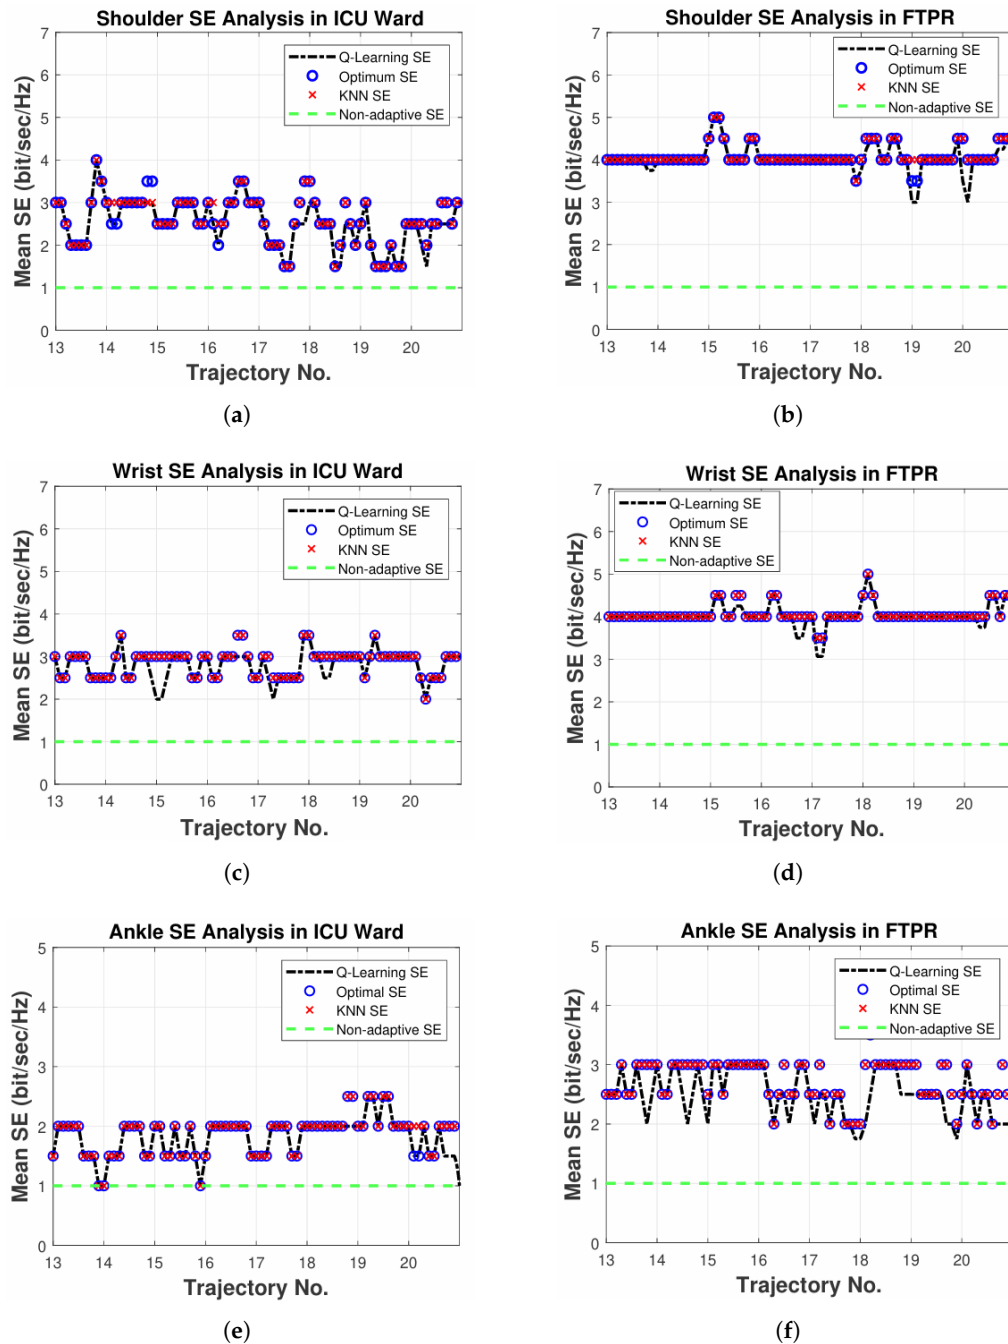 Shoulder SE Analysis in ICU Ward
7
6
5
4
3
2
1
0
Mean SE (bit/sec/Hz)
Q-Learning SE
Optimum SE
KNN SE
Non-adaptive SE
13 14 15 16 17 18 19 20
Trajectory No.
(a)
Shoulder SE Analysis in FTPR
7
6
5
4
3
2
1
0
Mean SE (bit/sec/Hz)
Q-Learning SE
Optimum SE
KNN SE
Non-adaptive SE
13 14 15 16 17 18 19 20
Trajectory No.
(b)
Wrist SE Analysis in ICU Ward
7
6
5
4
3
2
1
0
Mean SE (bit/sec/Hz)
Q-Learning SE
Optimum SE
KNN SE
Non-adaptive SE
13 14 15 16 17 18 19 20
Trajectory No.
(c)
Wrist SE Analysis in FTPR
7
6
5
4
3
2
1
0
Mean SE (bit/sec/Hz)
Q-Learning SE
Optimum SE
KNN SE
Non-adaptive SE
13 14 15 16 17 18 19 20
Trajectory No.
(d)
Ankle SE Analysis in ICU Ward
5
4
3
2
1
0
Mean SE (bit/sec/Hz)
Q-Learning SE
Optimal SE
KNN SE
Non-adaptive SE
13 14 15 16 17 18 19 20
Trajectory No.
(e)
Ankle SE Analysis in FTPR
5
4
3
2
1
0
Mean SE (bit/sec/Hz)
Q-Learning SE
Optimal SE
KNN SE
Non-adaptive SE
13 14 15 16 17 18 19 20
Trajectory No.
(f)